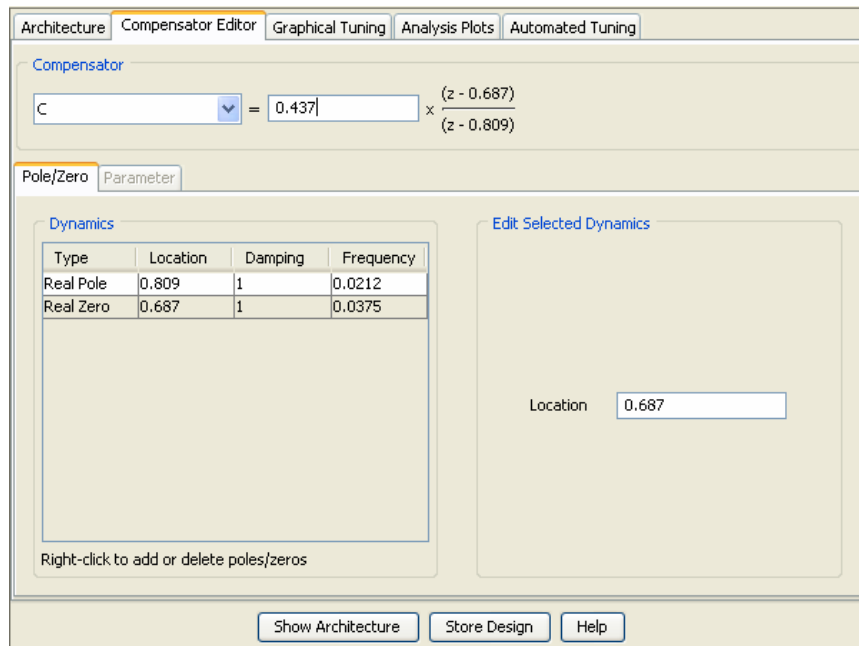 Architecture Compensator Editor Graphical Tuning Analysis Plots Automated Tuning
Compensator
C = 0.437 x (z - 0.687)
(z - 0.809)
Pole/Zero Parameter
Dynamics
Type Location Damping Frequency
Real Pole 0.809 1 0.0212
Real Zero 0.687 1 0.0375
Right-click to add or delete poles/zeros
Edit Selected Dynamics
Location 0.687
Show Architecture Store Design Help